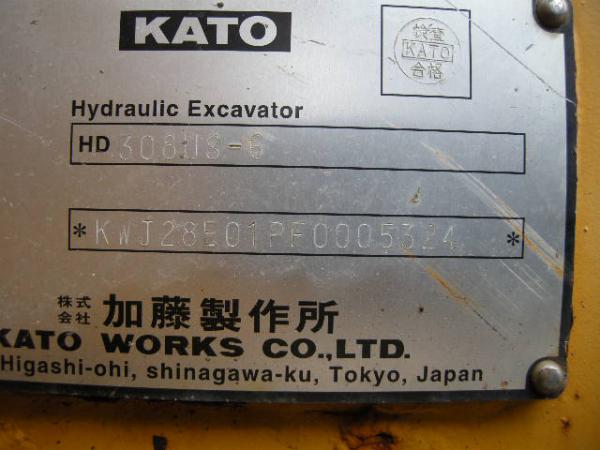 KATO
検査
KATO
合格
Hydraulic Excavator
HD 308US-6
*KWJ28E01PF0005324 *
株式会社 加藤製作所
KATO WORKS CO.,LTD.
Higashi-ohi, shinagawa-ku, Tokyo, Japan